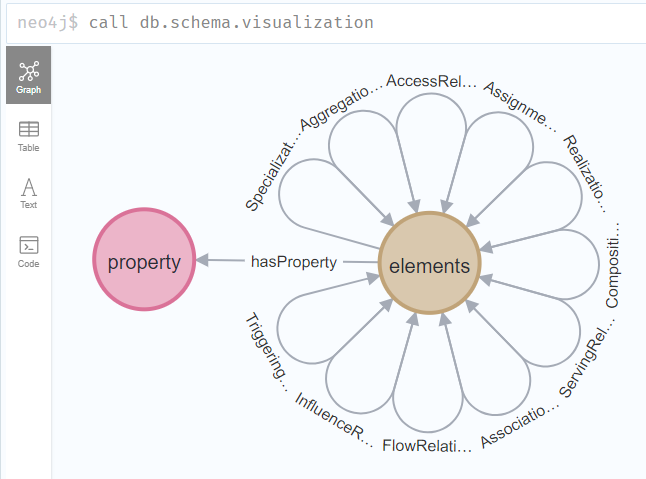 neo4j$ call db.schema.visualization
Graph
Table
Text
Code
AccessRel...
Aggregatio...
Assignme...
Specializat...
Realizatio...
property
hasProperty
elements
Compositi...
Triggering...
ServingRel...
InfluenceR...
Associatio...
FlowRelati...